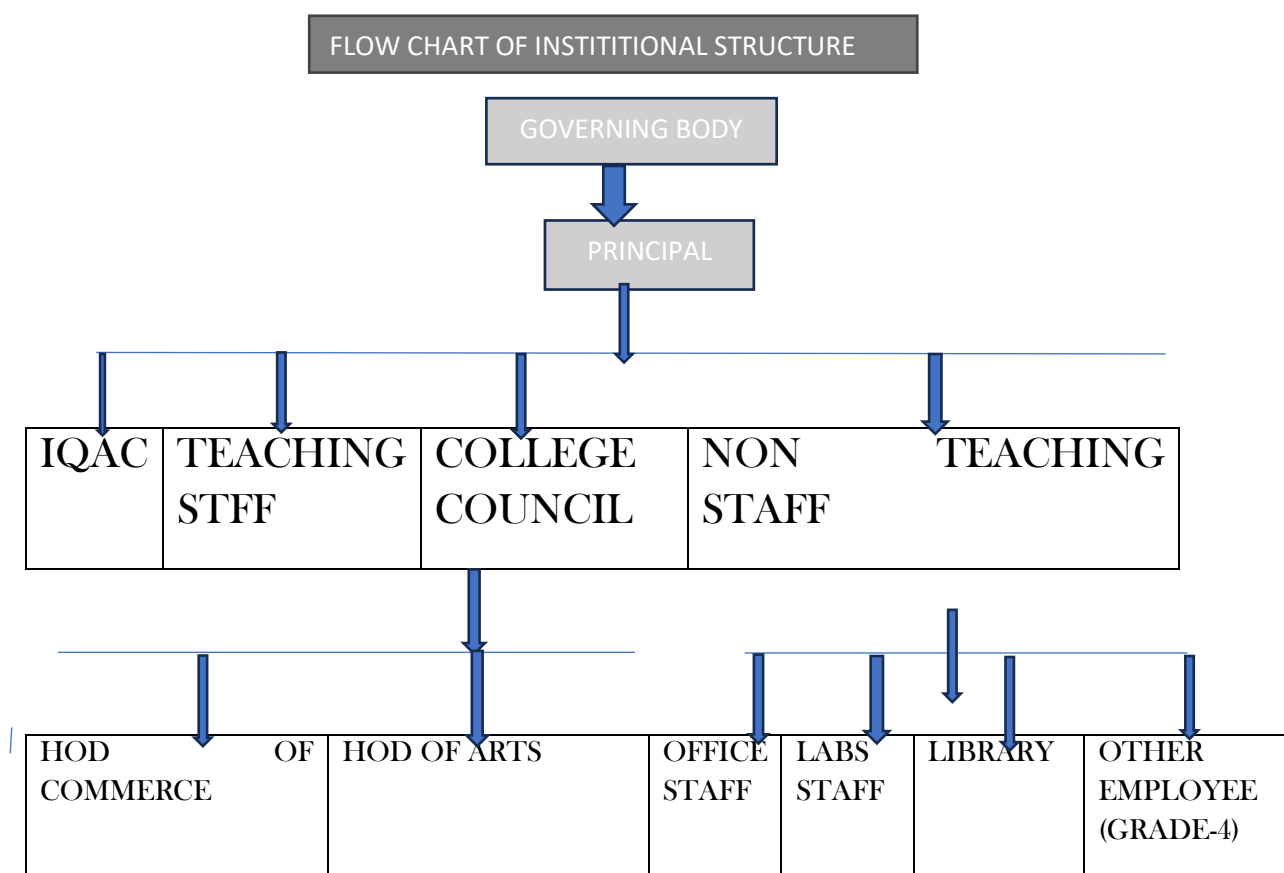 FLOW CHART OF INSTITITIONAL STRUCTURE
GOVERNING BODY
PRINCIPAL
IQAC
TEACHING
STFF
COLLEGE
COUNCIL
NON TEACHING
STAFF
HOD OF
COMMERCE
HOD OF ARTS
OFFICE
STAFF
LABS
STAFF
LIBRARY
OTHER
EMPLOYEE
(GRADE-4)